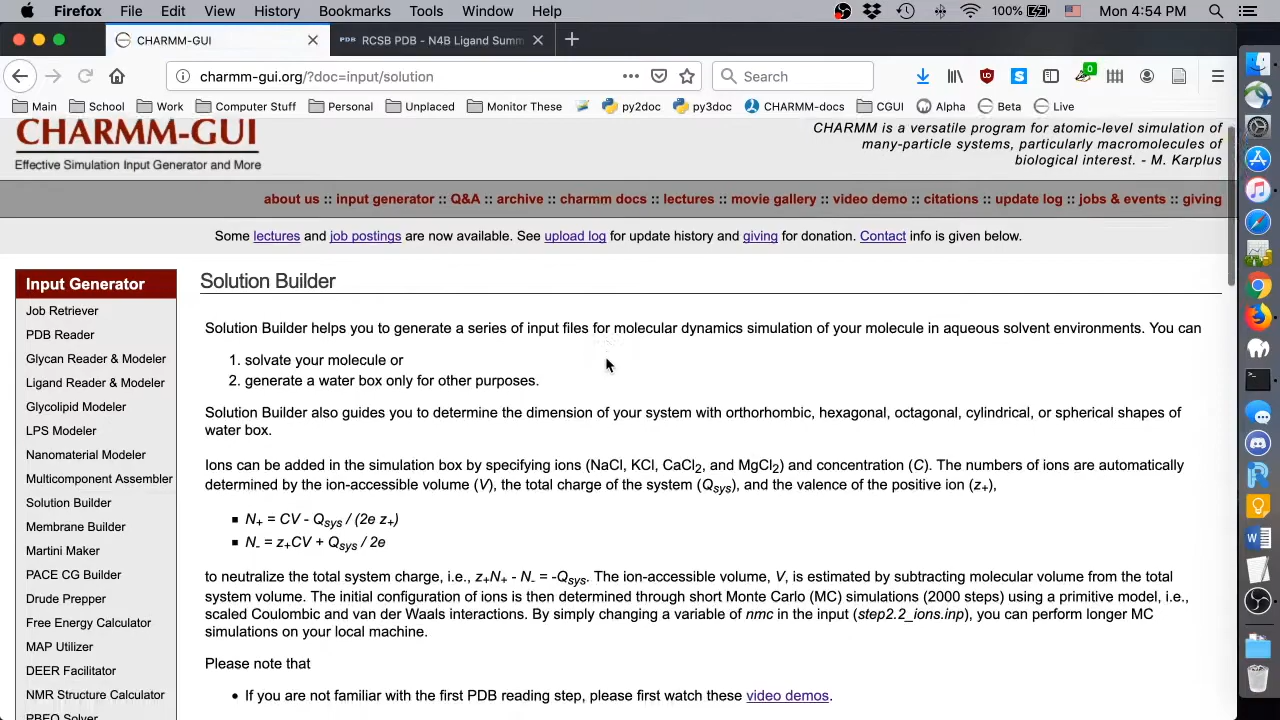 Firefox File Edit View History Bookmarks Tools Window Help 100% Mon 4:54 PM
CHARMM-GUI
PDB RCSB PDB - N4B Ligand Summ
charmm-gui.org/?doc=input/solution
Search
0
Main School Work Computer Stuff Personal Unplaced Monitor These py2doc py3doc CHARMM-docs CGUI Alpha Beta Live
CHARMM-GUI
Effective Simulation Input Generator and More
CHARMM is a versatile program for atomic-level simulation of
many-particle systems, particularly macromolecules of
biological interest. - M. Karplus
about us :: input generator :: Q&A :: archive :: charmm docs :: lectures :: movie gallery :: video demo :: citations :: update log :: jobs & events :: giving
Some lectures and job postings are now available. See upload log for update history and giving for donation. Contact info is given below.
Input Generator
Job Retriever
PDB Reader
Glycan Reader & Modeler
Ligand Reader & Modeler
Glycolipid Modeler
LPS Modeler
Nanomaterial Modeler
Multicomponent Assembler
Solution Builder
Membrane Builder
Martini Maker
PACE CG Builder
Drude Prepper
Free Energy Calculator
MAP Utilizer
DEER Facilitator
NMR Structure Calculator
PBEQ Solver
Solution Builder
Solution Builder helps you to generate a series of input files for molecular dynamics simulation of your molecule in aqueous solvent environments. You can
1. solvate your molecule or
2. generate a water box only for other purposes.
Solution Builder also guides you to determine the dimension of your system with orthorhombic, hexagonal, octagonal, cylindrical, or spherical shapes of
water box.
Ions can be added in the simulation box by specifying ions (NaCl, KCl, CaCl2, and MgCl2) and concentration (C). The numbers of ions are automatically
determined by the ion-accessible volume (V), the total charge of the system (Qsys), and the valence of the positive ion (z+),
▪ N+ = CV - Qsys / (2e z+)
▪ N- = z+CV + Qsys / 2e
to neutralize the total system charge, i.e., z+N+ - N- = -Qsys. The ion-accessible volume, V, is estimated by subtracting molecular volume from the total
system volume. The initial configuration of ions is then determined through short Monte Carlo (MC) simulations (2000 steps) using a primitive model, i.e.,
scaled Coulombic and van der Waals interactions. By simply changing a variable of nmc in the input (step2.2_ions.inp), you can perform longer MC
simulations on your local machine.
Please note that
• If you are not familiar with the first PDB reading step, please first watch these video demos.